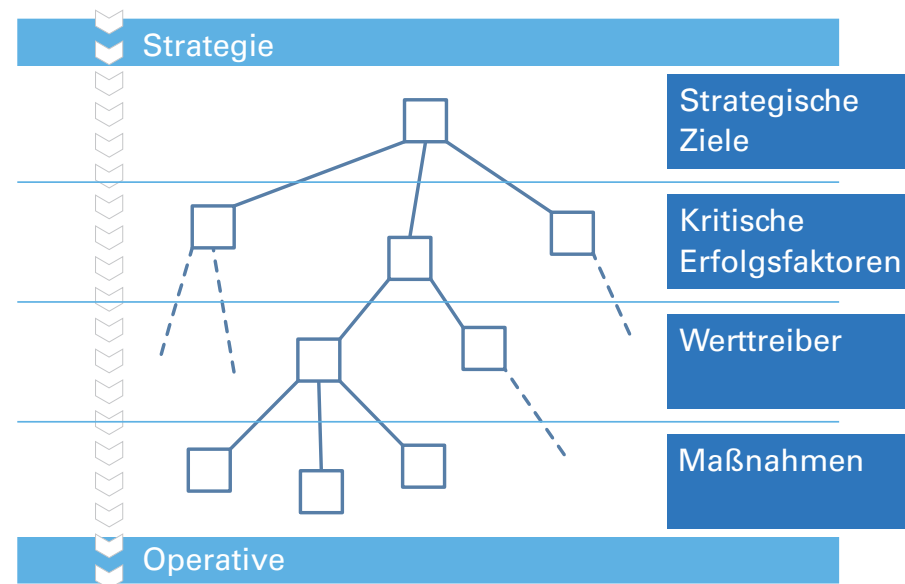 Strategie
Strategische
Ziele
Kritische
Erfolgsfaktoren
Werttreiber
Maßnahmen
Operative